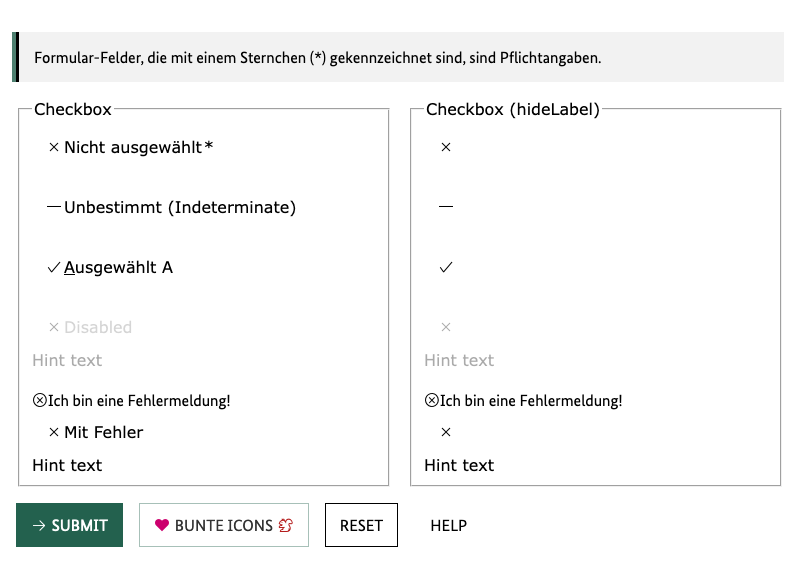 Formular-Felder, die mit einem Sternchen (*) gekennzeichnet sind, sind Pflichtangaben.
Checkbox
Nicht ausgewählt*
Unbestimmt (Indeterminate)
Ausgewählt A
Disabled
Hint text
Ich bin eine Fehlermeldung!
Mit Fehler
Hint text
Checkbox (hideLabel)
Hint text
Ich bin eine Fehlermeldung!
Hint text
SUBMIT
BUNTE ICONS
RESET
HELP